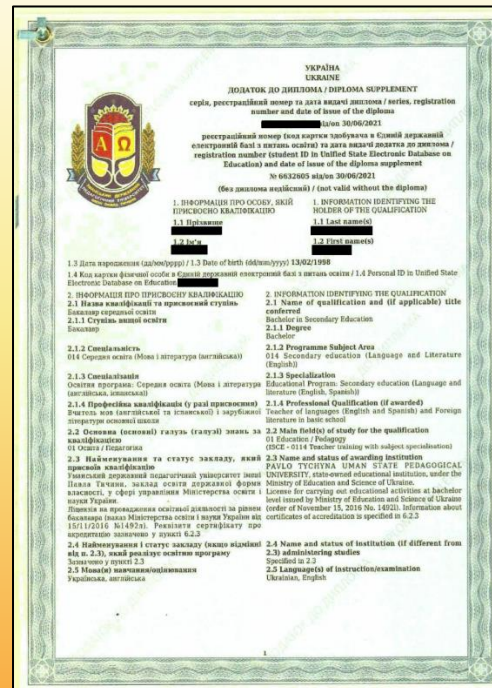 УКРАЇНА
UKRAINE
ДОДАТОК ДО ДИПЛОМА / DIPLOMA SUPPLEMENT
серія, реєстраційний номер та дата видачі диплома / series, registration
number and date of issue of the diploma
від/on 30/06/2021
реєстраційний номер (код картки здобувача в Єдиній державній
електронній базі з питань освіти) та дата видачі додатка до диплома /
registration number (student ID in Unified State Electronic Database on
Education) and date of issue of the diploma supplement
№ 6632605 від/on 30/06/2021
(без диплома недійсний) / (not valid without the diploma)
1. ІНФОРМАЦІЯ ПРО ОСОБУ, ЯКІЙ
ПРИСВОЄНО КВАЛІФІКАЦІЮ
1.1 Прізвище
1.2 Ім'я
1. INFORMATION IDENTIFYING THE
HOLDER OF THE QUALIFICATION
1.1 Last name(s)
1.2 First name(s)
1.3 Дата народження (дд/мм/рррр) / 1.3 Date of birth (dd/mm/yyyy) 13/02/1998
1.4 Код картки фізичної особи в Єдиній державній електронній базі з питань освіти / 1.4 Personal ID in Unified State
Electronic Database on Education
2. ІНФОРМАЦІЯ ПРО ПРИСВОЄНУ КВАЛІФІКАЦІЮ
2.1 Назва кваліфікації та присвоєний ступінь
Бакалавр середньої освіти
2.1.1 Ступінь вищої освіти
Бакалавр
2.1.2 Спеціальність
014 Середня освіта (Мова і література (англійська))
2.1.3 Спеціалізація
Освітня програма: Середня освіта (Мова і література
(англійська, іспанська))
2.1.4 Професійна кваліфікація (у разі присвоєння)
Вчитель мов (англійської та іспанської) і зарубіжної
літератури основної школи
2.2 Основна (основні) галузь (галузі) знань за
кваліфікацією
01 Освіта / Педагогіка
2.3 Найменування та статус закладу, який
присвоїв кваліфікацію
Уманський державний педагогічний університет імені
Павла Тичини, заклад освіти державної форми
власності, у сфері управління Міністерства освіти і
науки України.
Ліцензія на провадження освітньої діяльності за рівнем
бакалавра (наказ Міністерства освіти і науки України від
15/11/2016 №1492л). Реквізити сертифікату про
акредитацію зазначено у пункті 6.2.3
2.4 Найменування і статус закладу (якщо відмінні
від п. 2.3), який реалізує освітню програму
Зазначено у пункті 2.3
2.5 Мова(и) навчання/оцінювання
Українська, англійська
2. INFORMATION IDENTIFYING THE QUALIFICATION
2.1 Name of qualification and (if applicable) title
conferred
Bachelor in Secondary Education
2.1.1 Degree
Bachelor
2.1.2 Programme Subject Area
014 Secondary education (Language and Literature
(English))
2.1.3 Specialization
Educational Program: Secondary education (Language and
literature (English, Spanish))
2.1.4 Professional Qualification (if awarded)
Teacher of languages (English and Spanish) and Foreign
literature in basic school
2.2 Main field(s) of study for the qualification
01 Education / Pedagogy
(ISCE - 0114 Teacher training with subject specialisation)
2.3 Name and status of awarding institution
PAVLO TYCHYNA UMAN STATE PEDAGOGICAL
UNIVERSITY, state-owned educational institution, under the
Ministry of Education and Science of Ukraine.
License for carrying out educational activities at bachelor
level issued by Ministry of Education and Science of Ukraine
(order of November 15, 2016 No. 1492l). Information about
certificates of accreditation is specified in 6.2.3
2.4 Name and status of institution (if different from
2.3) administering studies
Specified in 2.3
2.5 Language(s) of instruction/examination
Ukrainian, English
1